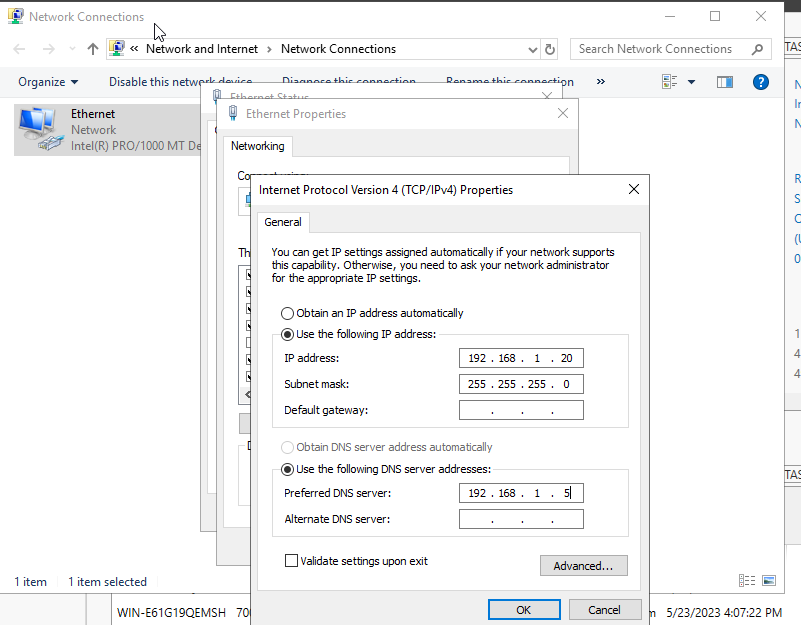 Network Connections
« Network and Internet > Network Connections
Search Network Connections
Organize
Disable this network device
Diagnose this connection
Rename this connection
»
Ethernet
Network
Intel(R) PRO/1000 MT De
Ethernet Status
Ethernet Properties
Networking
Connect using:
Th
Internet Protocol Version 4 (TCP/IPv4) Properties
General
You can get IP settings assigned automatically if your network supports
this capability. Otherwise, you need to ask your network administrator
for the appropriate IP settings.
Obtain an IP address automatically
Use the following IP address:
IP address: 192 . 168 . 1 . 20
Subnet mask: 255 . 255 . 255 . 0
Default gateway: . . .
Obtain DNS server address automatically
Use the following DNS server addresses:
Preferred DNS server: 192 . 168 . 1 . 5
Alternate DNS server: . . .
Validate settings upon exit
Advanced...
OK
Cancel
1 item
1 item selected
WIN-E61G19QEMSH 700
m 5/23/2023 4:07:22 PM
TAS
TAS